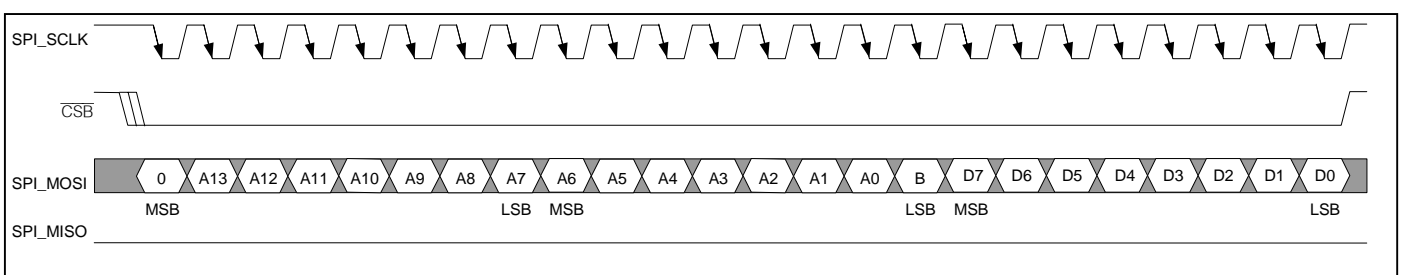 SPI_SCLK
CSB
SPI_MOSI 0 A13 A12 A11 A10 A9 A8 A7 A6 A5 A4 A3 A2 A1 A0 B D7 D6 D5 D4 D3 D2 D1 D0
MSB LSB MSB LSB MSB LSB
SPI_MISO